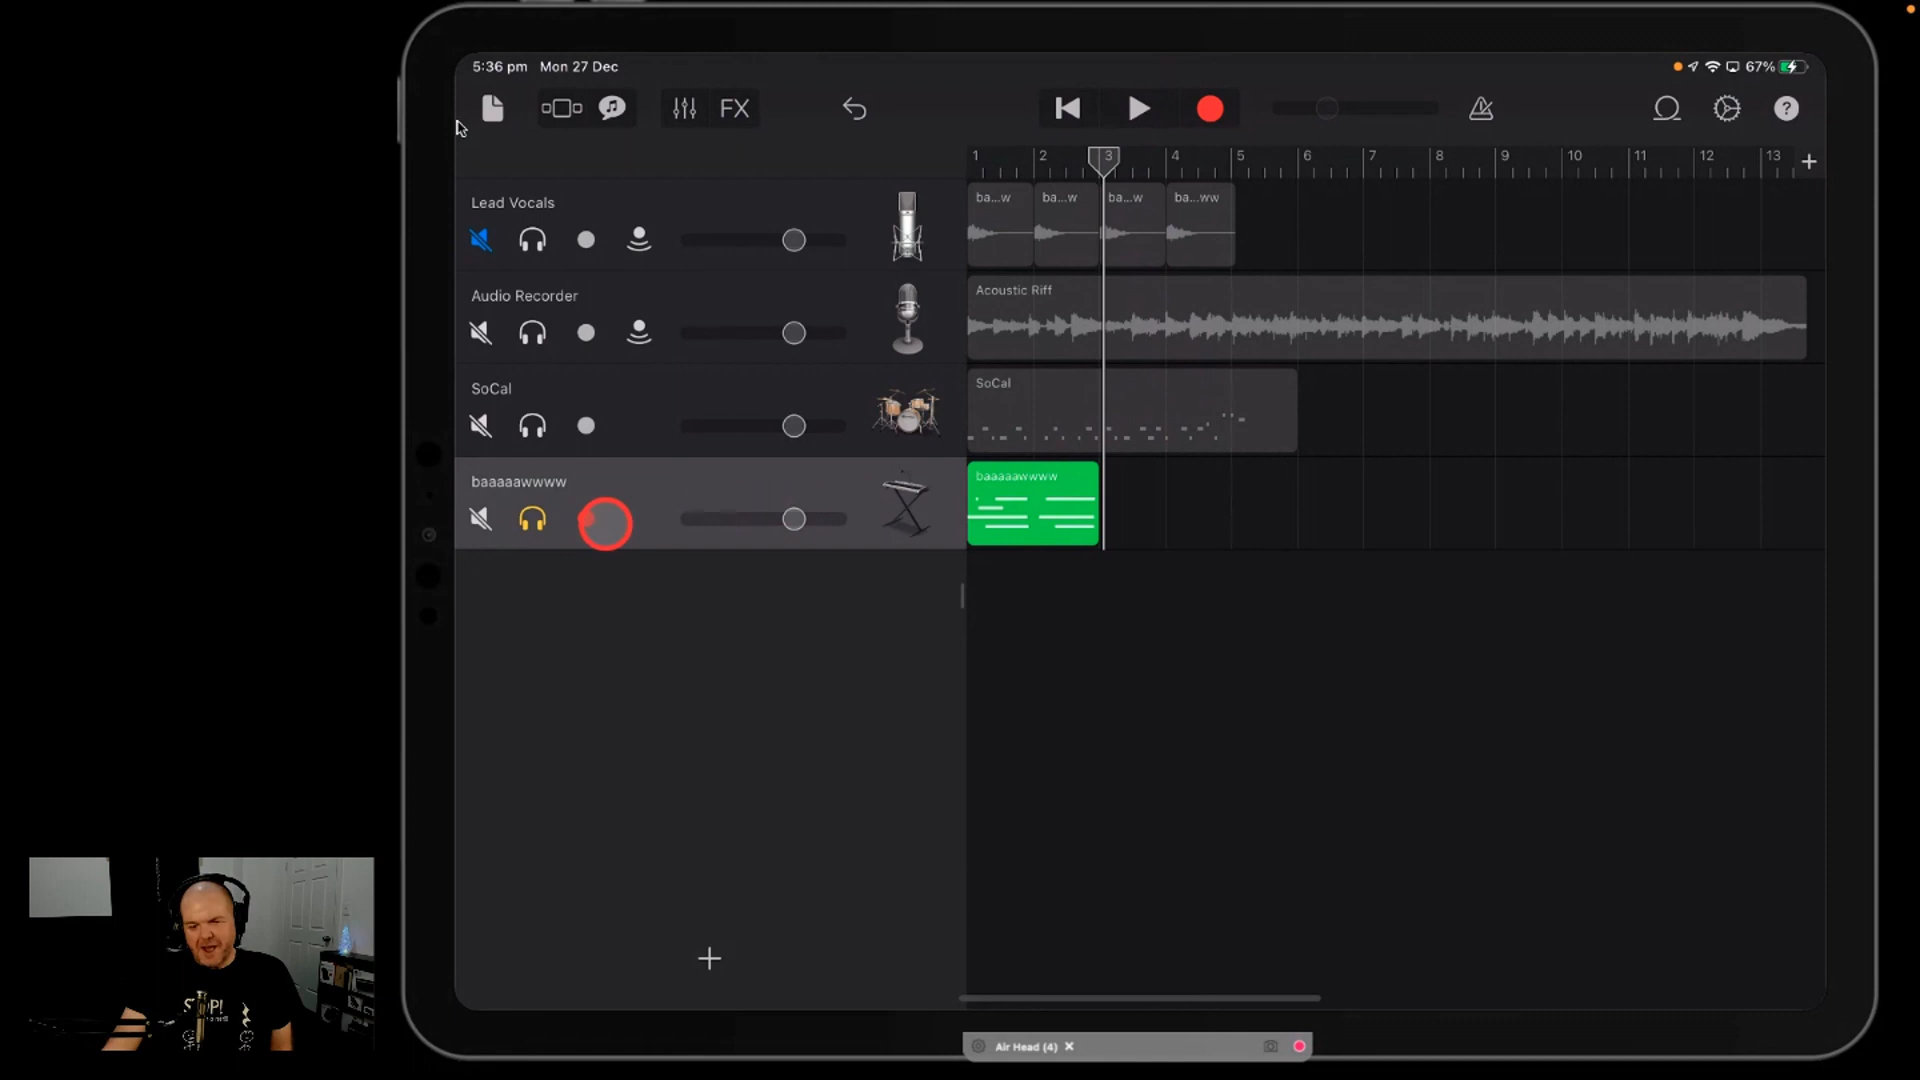 5:36 pm Mon 27 Dec
67%
FX
?
1 2 3 4 5 6 7 8 9 10 11 12 13
Lead Vocals
ba...w ba...w ba...w ba...ww
Audio Recorder
Acoustic Riff
SoCal
SoCal
baaaaawwww
baaaaawwww
Air Head (4)